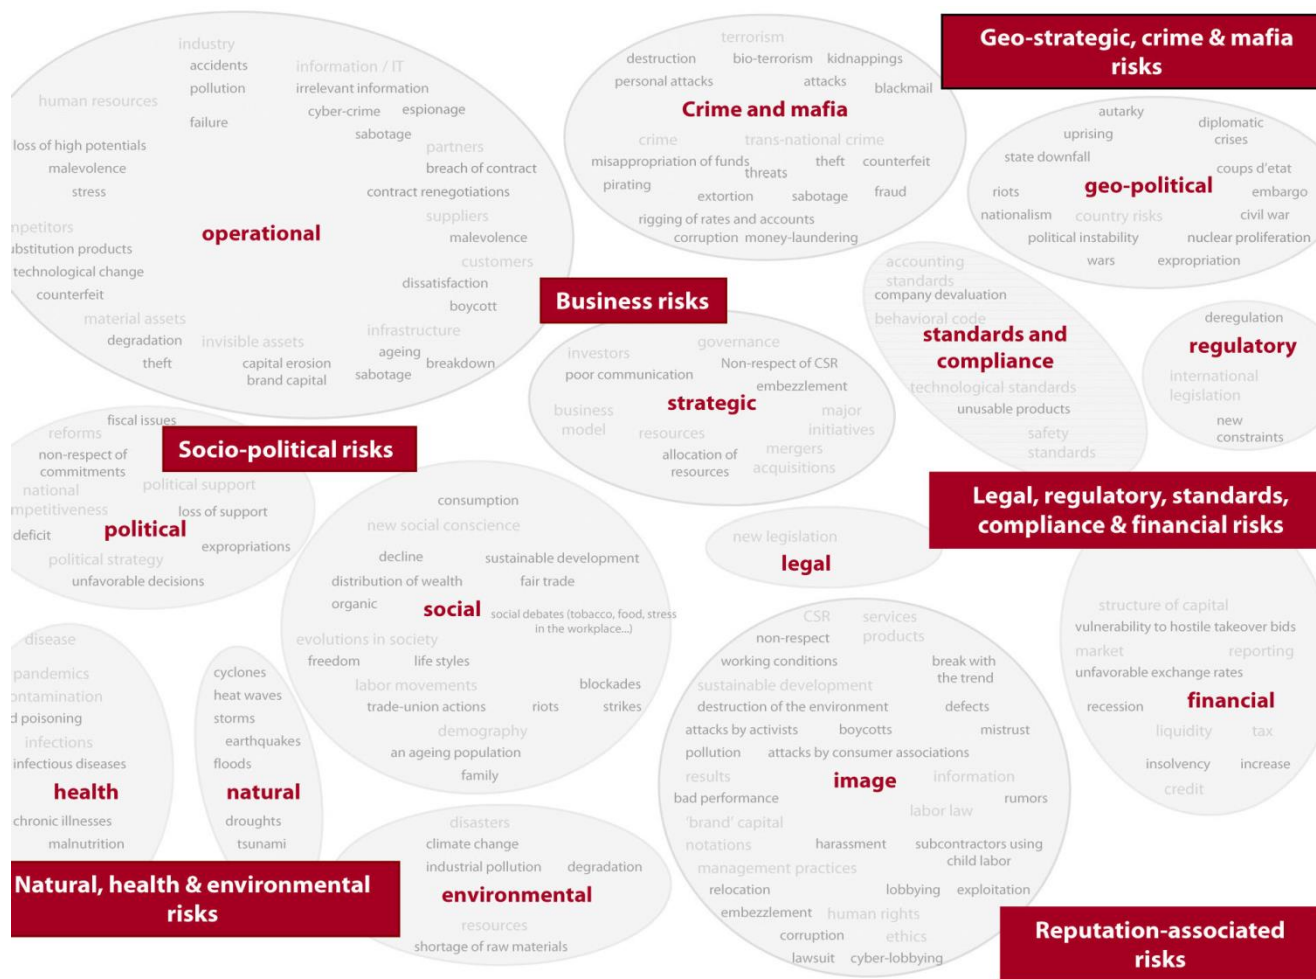 Geo-strategic, crime & mafia
risks
industry
accidents
pollution
failure
information / IT
irrelevant information
cyber-crime espionage
sabotage
human resources
loss of high potentials
malevolence
stress
partners
breach of contract
contract renegotiations
suppliers
malevolence
customers
dissatisfaction
boycott
operational
mpetitors
ubstitution products
technological change
counterfeit
material assets
degradation
theft
invisible assets
capital erosion
brand capital
infrastructure
ageing
breakdown
sabotage
terrorism
destruction bio-terrorism kidnappings
personal attacks attacks blackmail
Crime and mafia
crime trans-national crime
misappropriation of funds theft counterfeit
threats
pirating
extortion sabotage fraud
rigging of rates and accounts
corruption money-laundering
autarky
uprising
diplomatic
crises
state downfall
coups d'etat
geo-political
riots embargo
nationalism country risks civil war
political instability nuclear proliferation
wars expropriation
accounting
standards
company devaluation
behavioral code
standards and
compliance
technological standards
unusable products
safety
standards
deregulation
regulatory
international
legislation
new
constraints
Business risks
governance
investors Non-respect of CSR
poor communication
embezzlement
strategic
business
model
major
initiatives
resources
allocation of
resources
mergers
acquisitions
Socio-political risks
fiscal issues
reforms
non-respect of
commitments
national
mpetitiveness
political support
loss of support
political
deficit
expropriations
political strategy
unfavorable decisions
consumption
new social conscience
decline sustainable development
distribution of wealth fair trade
organic
social
social debates (tobacco, food, stress
in the workplace...)
evolutions in society
freedom life styles
labor movements blockades
trade-union actions riots strikes
demography
an ageing population
family
Legal, regulatory, standards,
compliance & financial risks
new legislation
legal
structure of capital
vulnerability to hostile takeover bids
market reporting
unfavorable exchange rates
recession financial
liquidity tax
insolvency increase
credit
disease
pandemics
ontamination
d poisoning
infections
infectious diseases
health
chronic illnesses
malnutrition
cyclones
heat waves
storms
earthquakes
floods
natural
droughts
tsunami
Natural, health & environmental
risks
disasters
climate change
industrial pollution degradation
environmental
resources
shortage of raw materials
CSR services
non-respect products
working conditions
break with
the trend
sustainable development
destruction of the environment defects
attacks by activists boycotts mistrust
pollution attacks by consumer associations
results image information
bad performance rumors
'brand' capital labor law
notations harassment
subcontractors using
child labor
management practices
relocation lobbying exploitation
embezzlement human rights
corruption ethics
lawsuit cyber-lobbying
Reputation-associated
risks